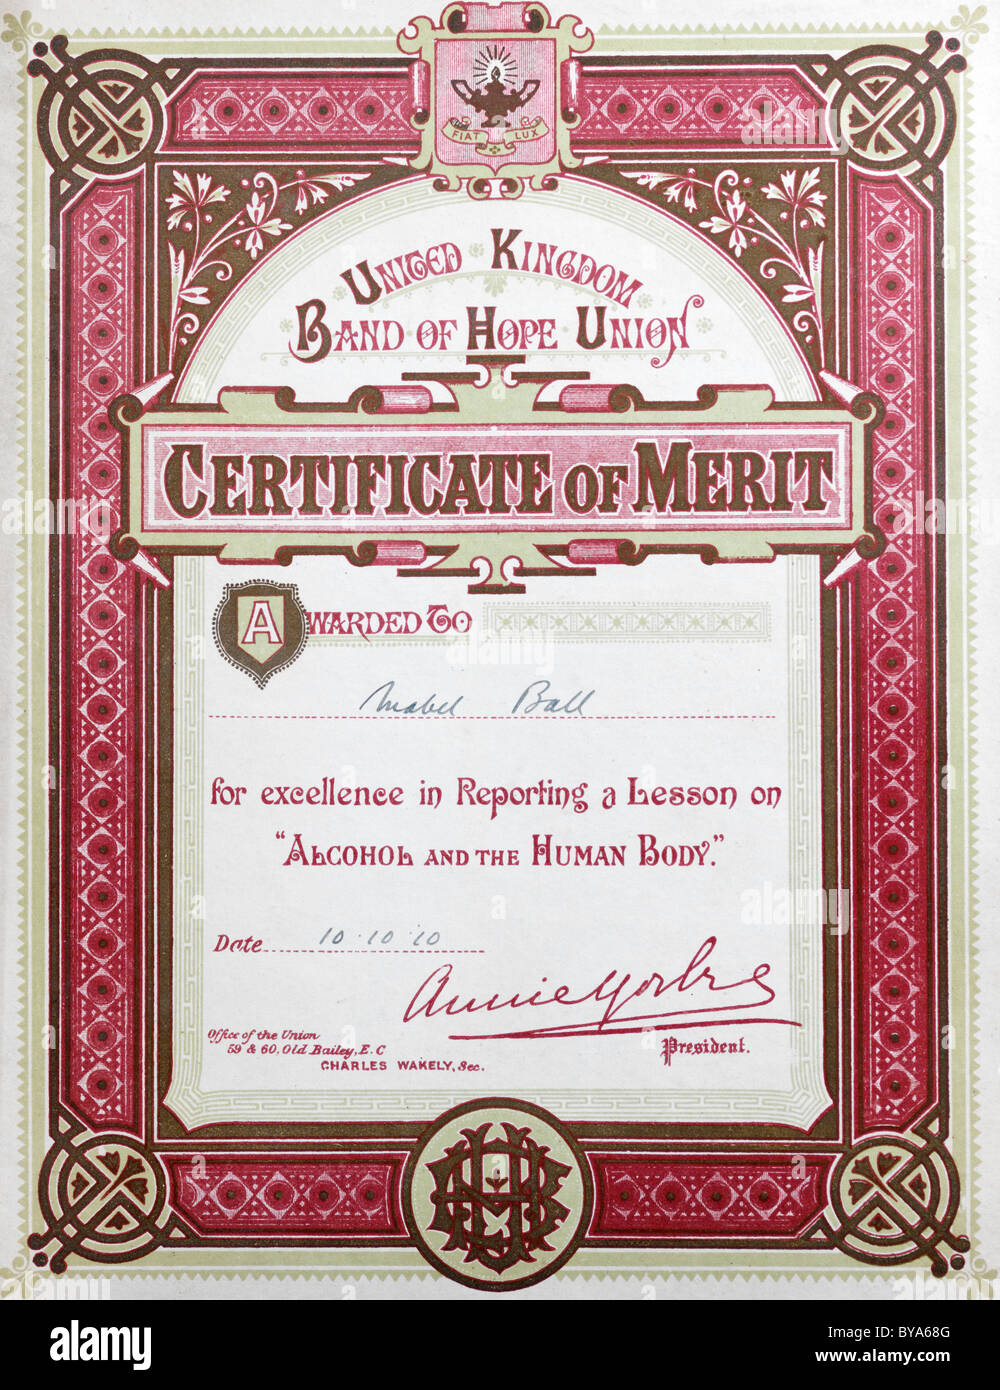 FIAT LUX
UNITED KINGDOM
BAND OF HOPE UNION
CERTIFICATE OF MERIT
AWARDED TO
Mabel Ball
for excellence in Reporting a Lesson on
"ALCOHOL AND THE HUMAN BODY."
Date 10.10.10
Office of the Union
59 & 60, Old Bailey, E.C
CHARLES WAKELY, Sec.
President.
alamy
Image ID: BYA68G
www.alamy.com